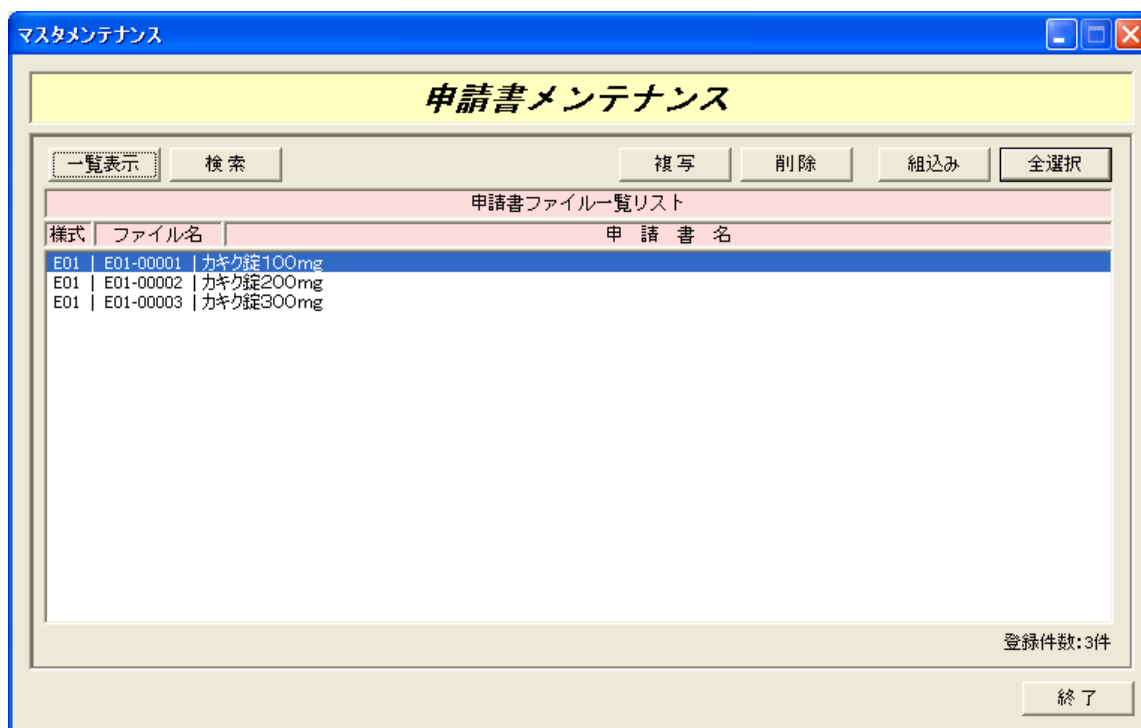 マスタメンテナンス
申請書メンテナンス
一覧表示 検索 複写 削除 組込み 全選択
申請書ファイル一覧リスト
様式 ファイル名 申 請 書 名
E01 | E01-00001 | カキク錠100mg
E01 | E01-00002 | カキク錠200mg
E01 | E01-00003 | カキク錠300mg
登録件数:3件
終了